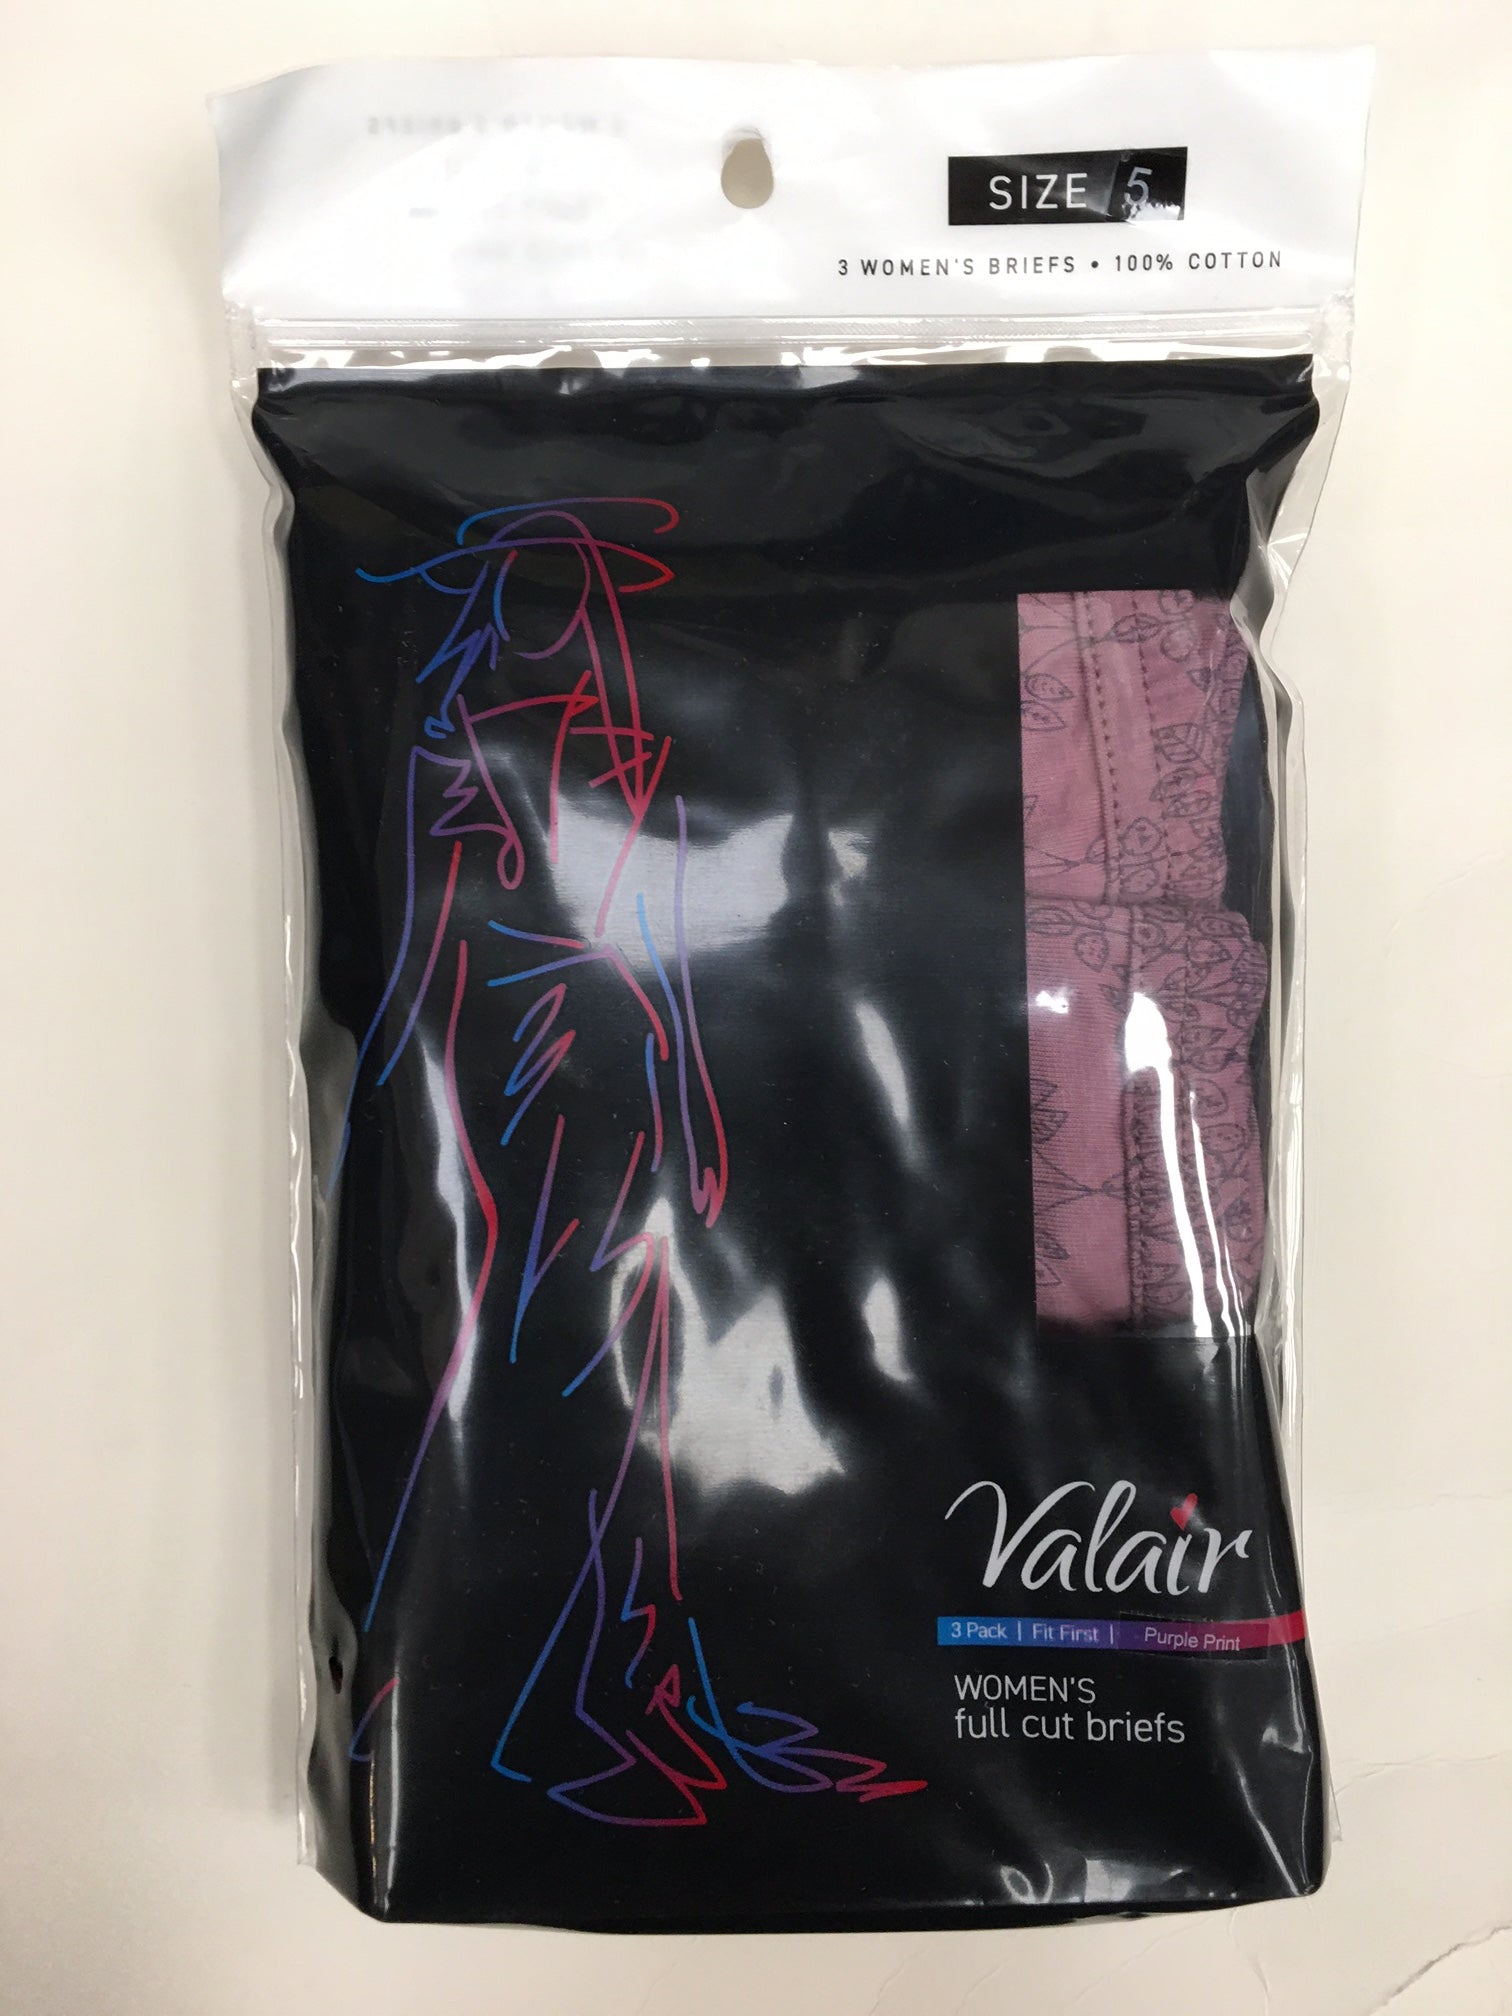 SIZE 5
3 WOMEN'S BRIEFS • 100% COTTON
Valair
3 Pack | Fit First | Purple Print
WOMEN'S
full cut briefs